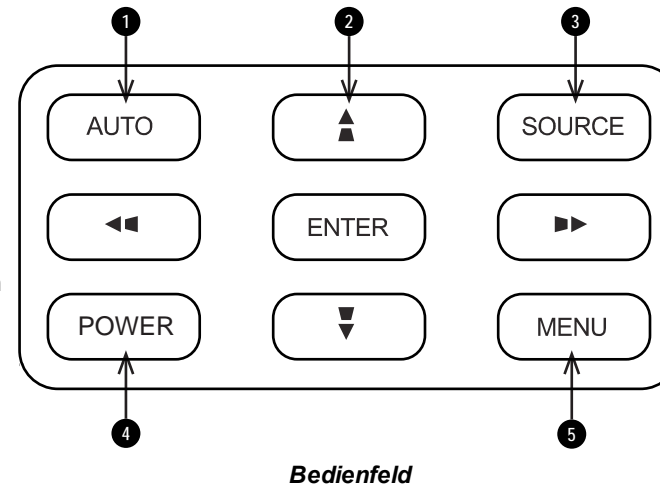 1 2 3
AUTO SOURCE
ENTER
POWER MENU
4 5
Bedienfeld